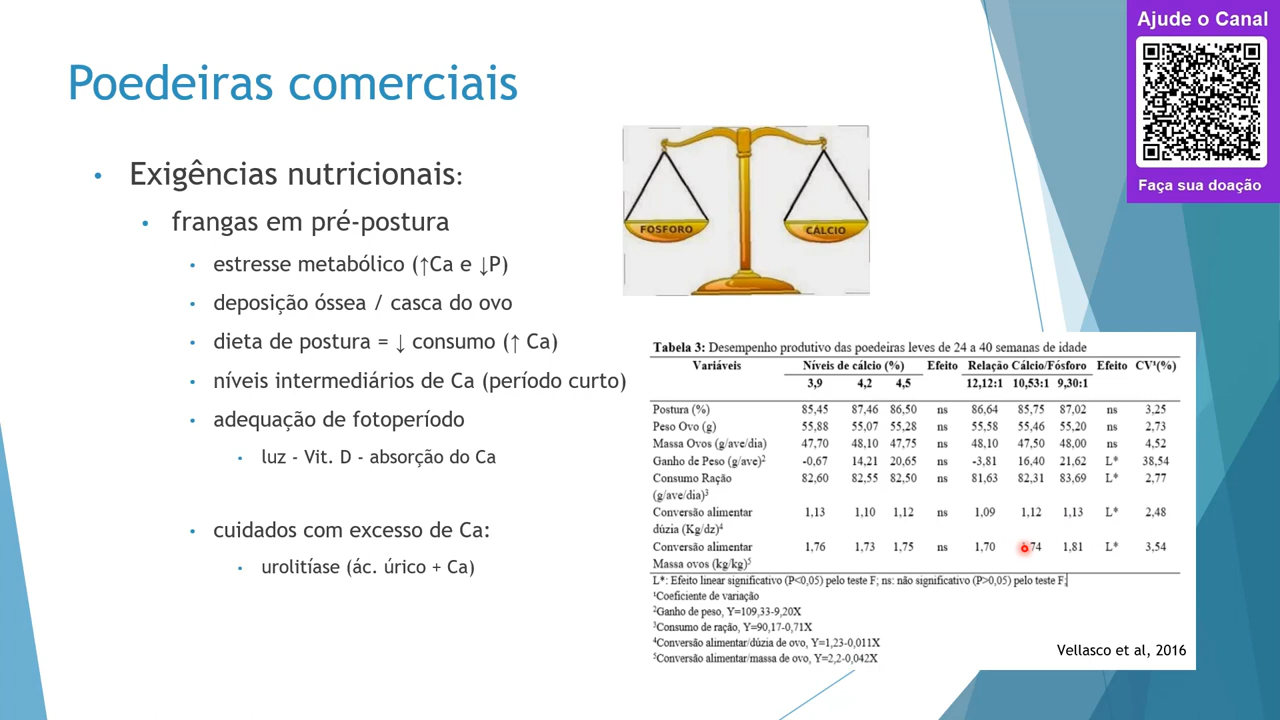 Poedeiras comerciais
Exigências nutricionais:
frangas em pré-postura
estresse metabólico (↑Ca e ↓P)
deposição óssea / casca do ovo
dieta de postura = ↓ consumo (↑ Ca)
níveis intermediários de Ca (período curto)
adequação de fotoperíodo
luz - Vit. D - absorção do Ca
cuidados com excesso de Ca:
urolitíase (ác. úrico + Ca)
FOSFORO CÁLCIO
Ajude o Canal
Faça sua doação
Tabela 3: Desempenho produtivo das poedeiras leves de 24 a 40 semanas de idade
Variáveis Níveis de cálcio (%) Efeito Relação Cálcio/Fósforo Efeito CV¹(%)
3,9 4,2 4,5 12,12:1 10,53:1 9,30:1
Postura (%) 85,45 87,46 86,50 ns 86,64 85,75 87,02 ns 3,25
Peso Ovo (g) 55,88 55,07 55,28 ns 55,58 55,46 55,20 ns 2,73
Massa Ovos (g/ave/dia) 47,70 48,10 47,75 ns 48,10 47,50 48,00 ns 4,52
Ganho de Peso (g/ave)² -0,67 14,21 20,65 ns -3,81 16,40 21,62 L* 38,54
Consumo Ração 82,60 82,55 82,50 ns 81,63 82,31 83,69 L* 2,77
(g/ave/dia)³
Conversão alimentar 1,13 1,10 1,12 ns 1,09 1,12 1,13 L* 2,48
dúzia (Kg/dz)⁴
Conversão alimentar 1,76 1,73 1,75 ns 1,70 74 1,81 L* 3,54
Massa ovos (kg/kg)⁵
L*: Efeito linear significativo (P<0,05) pelo teste F; ns: não significativo (P>0,05) pelo teste F;
¹Coeficiente de variação
²Ganho de peso, Y=109,33-9,20X
³Consumo de ração, Y=90,17-0,71X
⁴Conversão alimentar/dúzia de ovo, Y=1,23-0,011X
⁵Conversão alimentar/massa de ovo, Y=2,2-0,042X
Vellasco et al, 2016